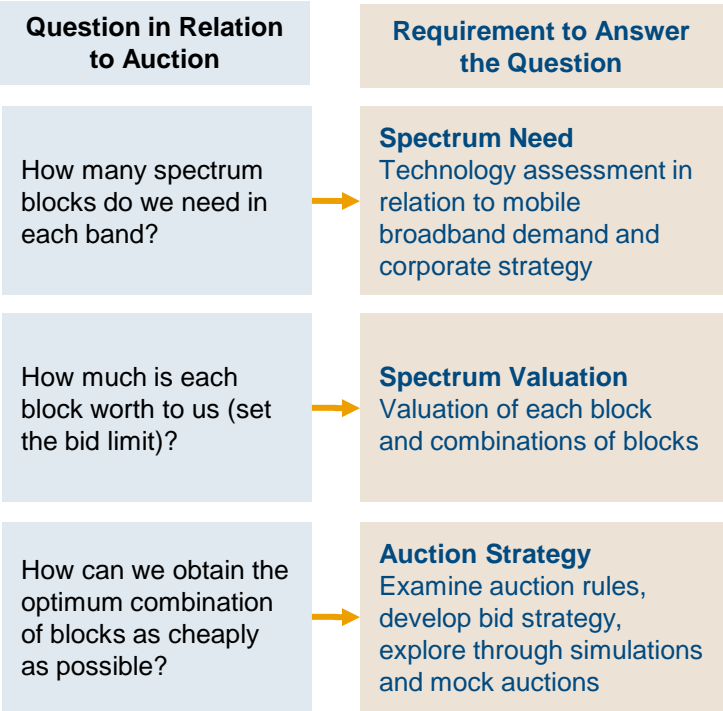 Question in Relation
to Auction
Requirement to Answer
the Question
How many spectrum
blocks do we need in
each band?
Spectrum Need
Technology assessment in
relation to mobile
broadband demand and
corporate strategy
How much is each
block worth to us (set
the bid limit)?
Spectrum Valuation
Valuation of each block
and combinations of blocks
How can we obtain the
optimum combination
of blocks as cheaply
as possible?
Auction Strategy
Examine auction rules,
develop bid strategy,
explore through simulations
and mock auctions